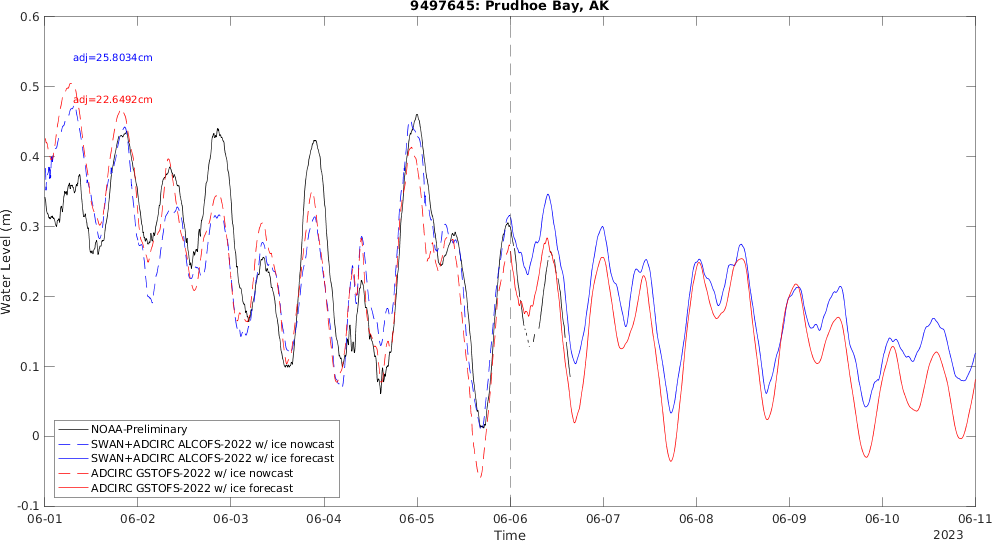 9497645: Prudhoe Bay, AK
0.6
adj=25.8034cm
0.5
adj=22.6492cm
0.4
0.3
Water Level (m)
0.2
0.1
0
-0.1
NOAA-Preliminary
SWAN+ADCIRC ALCOFS-2022 w/ ice nowcast
SWAN+ADCIRC ALCOFS-2022 w/ ice forecast
ADCIRC GSTOFS-2022 w/ ice nowcast
ADCIRC GSTOFS-2022 w/ ice forecast
06-01 06-02 06-03 06-04 06-05 06-06 06-07 06-08 06-09 06-10 06-11
Time
2023